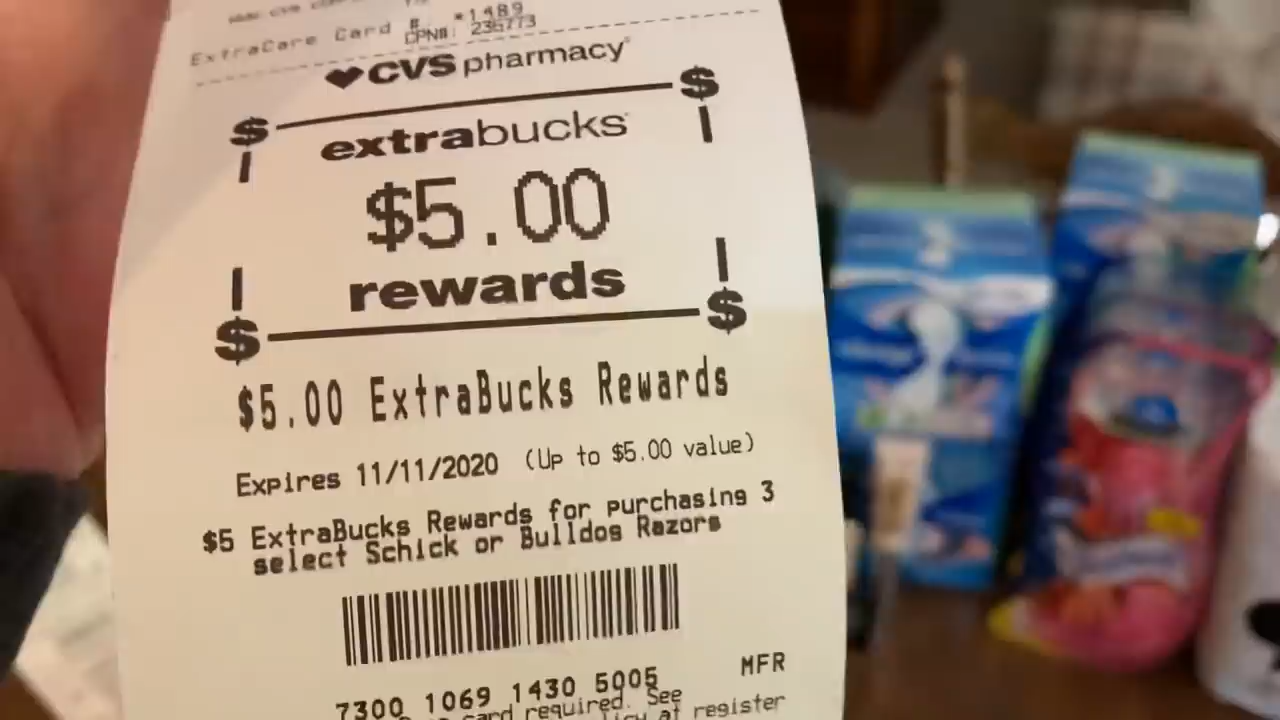 ExtraCare Card #: *1489
CPN#: 235773
CVS pharmacy®
$ $
extrabucks®
$5.00
rewards
$ $
$5.00 ExtraBucks Rewards
Expires 11/11/2020 (Up to $5.00 value)
$5 ExtraBucks Rewards for purchasing 3
select Schick or Bulldog Razors
7300 1069 1430 5005 MFR
card required. See
at register